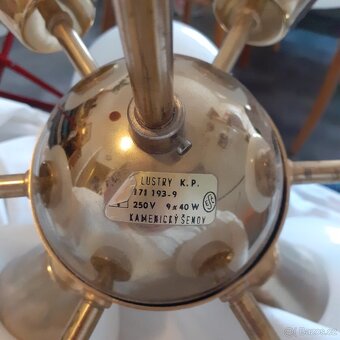 LUSTRY K.P.
171 193-9
250V 9x40W
KAMENICKÝ ŠENOV